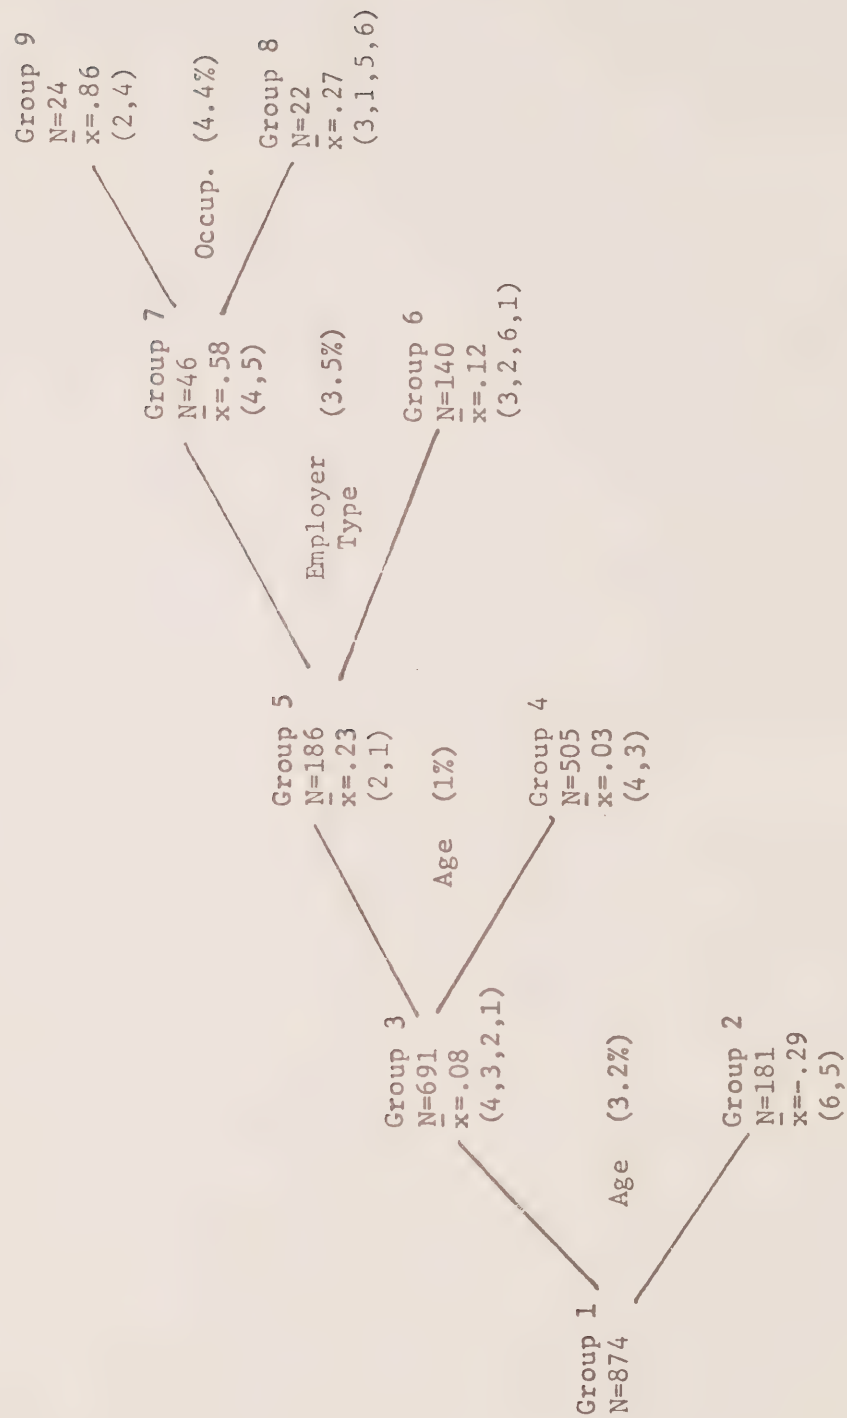 Group 1
N=874
Age (3.2%)
Group 3
N=691
x̄=.08
(4,3,2,1)
Group 2
N=181
x̄=-.29
(6,5)
Age (1%)
Group 5
N=186
x̄=.23
(2,1)
Group 4
N=505
x̄=.03
(4,3)
Employer (3.5%)
Type
Group 7
N=46
x̄=.58
(4,5)
Group 6
N=140
x̄=.12
(3,2,6,1)
Occup. (4.4%)
Group 9
N=24
x̄=.86
(2,4)
Group 8
N=22
x̄=.27
(3,1,5,6)